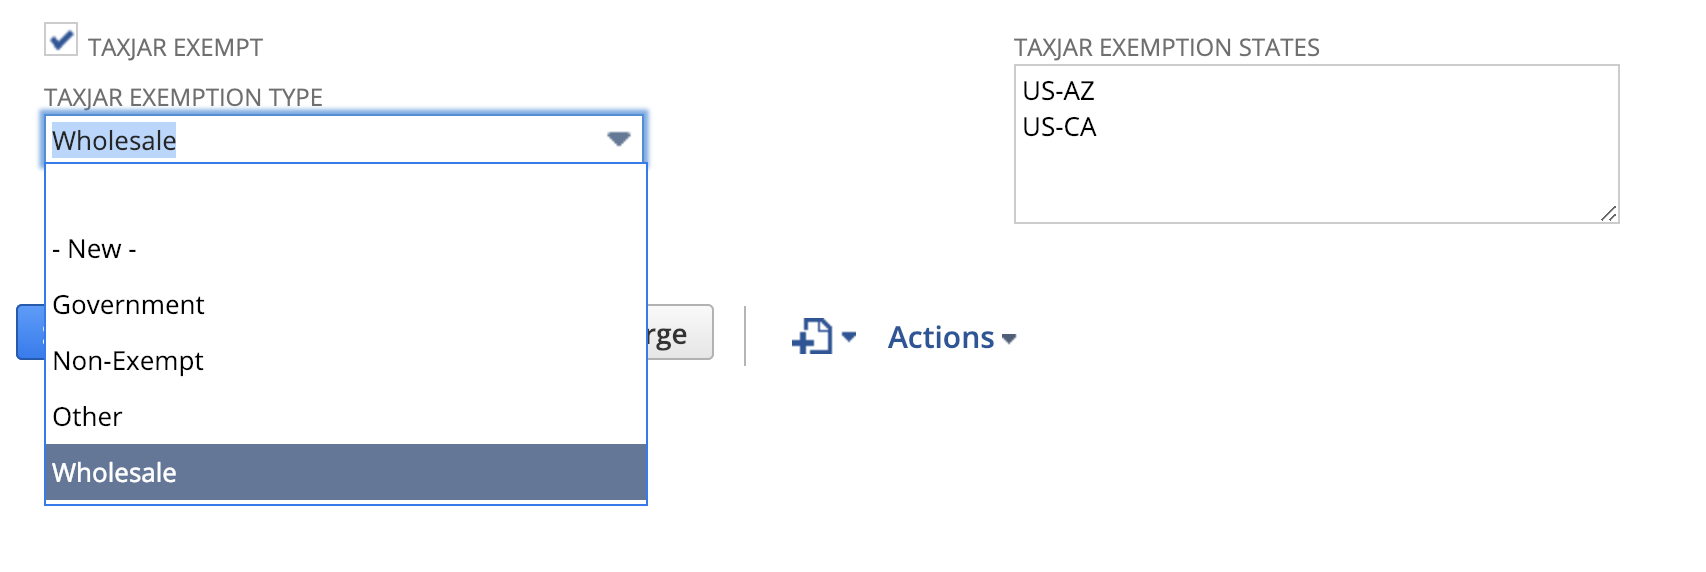 TAXJAR EXEMPT
TAXJAR EXEMPTION TYPE
Wholesale
- New -
Government
Non-Exempt
Other
Wholesale
TAXJAR EXEMPTION STATES
US-AZ
US-CA
rge
Actions